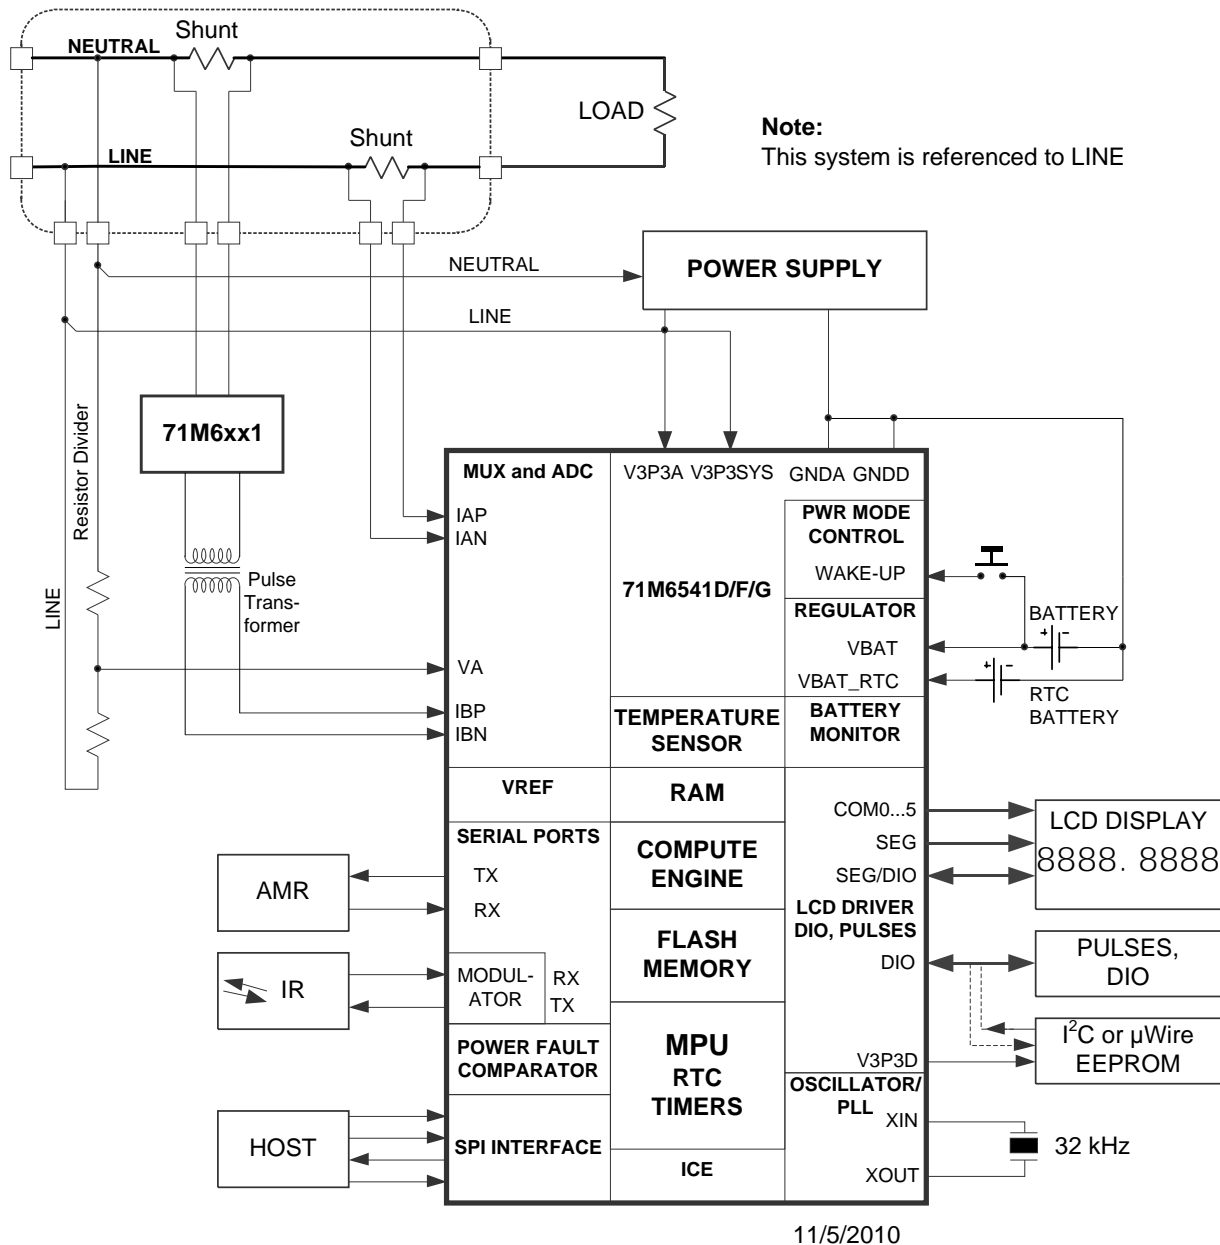 Shunt
NEUTRAL
LOAD
Note:
This system is referenced to LINE
Shunt
LINE
NEUTRAL
POWER SUPPLY
LINE
71M6xx1
Resistor Divider
LINE
Pulse
Trans-
former
MUX and ADC
V3P3A V3P3SYS GNDA GNDD
IAP
IAN
PWR MODE
CONTROL
WAKE-UP
71M6541D/F/G
REGULATOR
BATTERY
VBAT
VA
VBAT_RTC
RTC
BATTERY
IBP
IBN
TEMPERATURE
SENSOR
BATTERY
MONITOR
VREF
RAM
COM0...5
LCD DISPLAY
8888. 8888
SERIAL PORTS
COMPUTE
ENGINE
SEG
SEG/DIO
AMR
TX
RX
LCD DRIVER
DIO, PULSES
FLASH
MEMORY
DIO
PULSES,
DIO
IR
MODUL-
ATOR
RX
TX
I²C or µWire
EEPROM
POWER FAULT
COMPARATOR
MPU
RTC
TIMERS
V3P3D
OSCILLATOR/
PLL
XIN
HOST
SPI INTERFACE
32 kHz
ICE
XOUT
11/5/2010